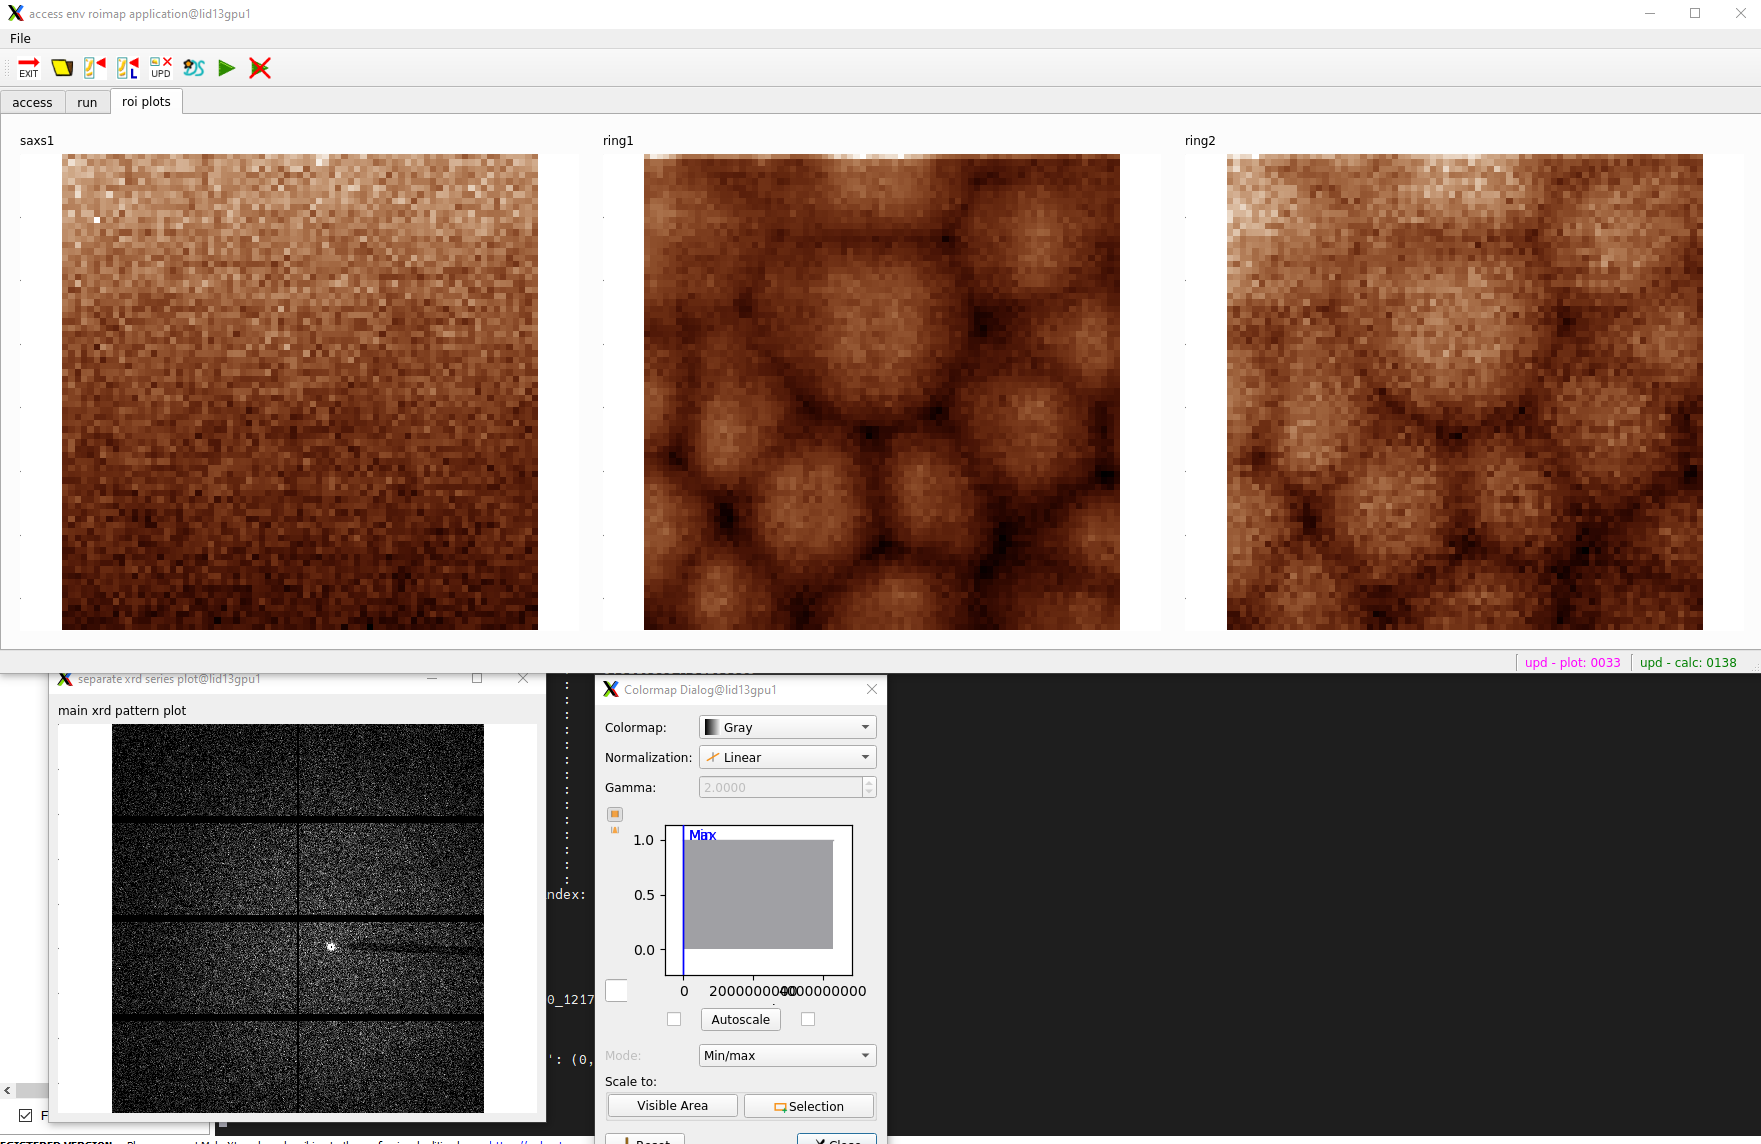 access env roimap application@lid13gpu1
File
EXIT
L
UPD
access run roi plots
saxs1 ring1 ring2
upd - plot: 0033 upd - calc: 0138
separate xrd series plot@lid13gpu1
main xrd pattern plot
Colormap Dialog@lid13gpu1
Colormap: Gray
Normalization: Linear
Gamma: 2.0000
Max
1.0
0.5
0.0
0 2000000000 4000000000
Autoscale
Mode: Min/max
Scale to:
Visible Area Selection
Reset Close
ndex:
0_1217
': (0,
F